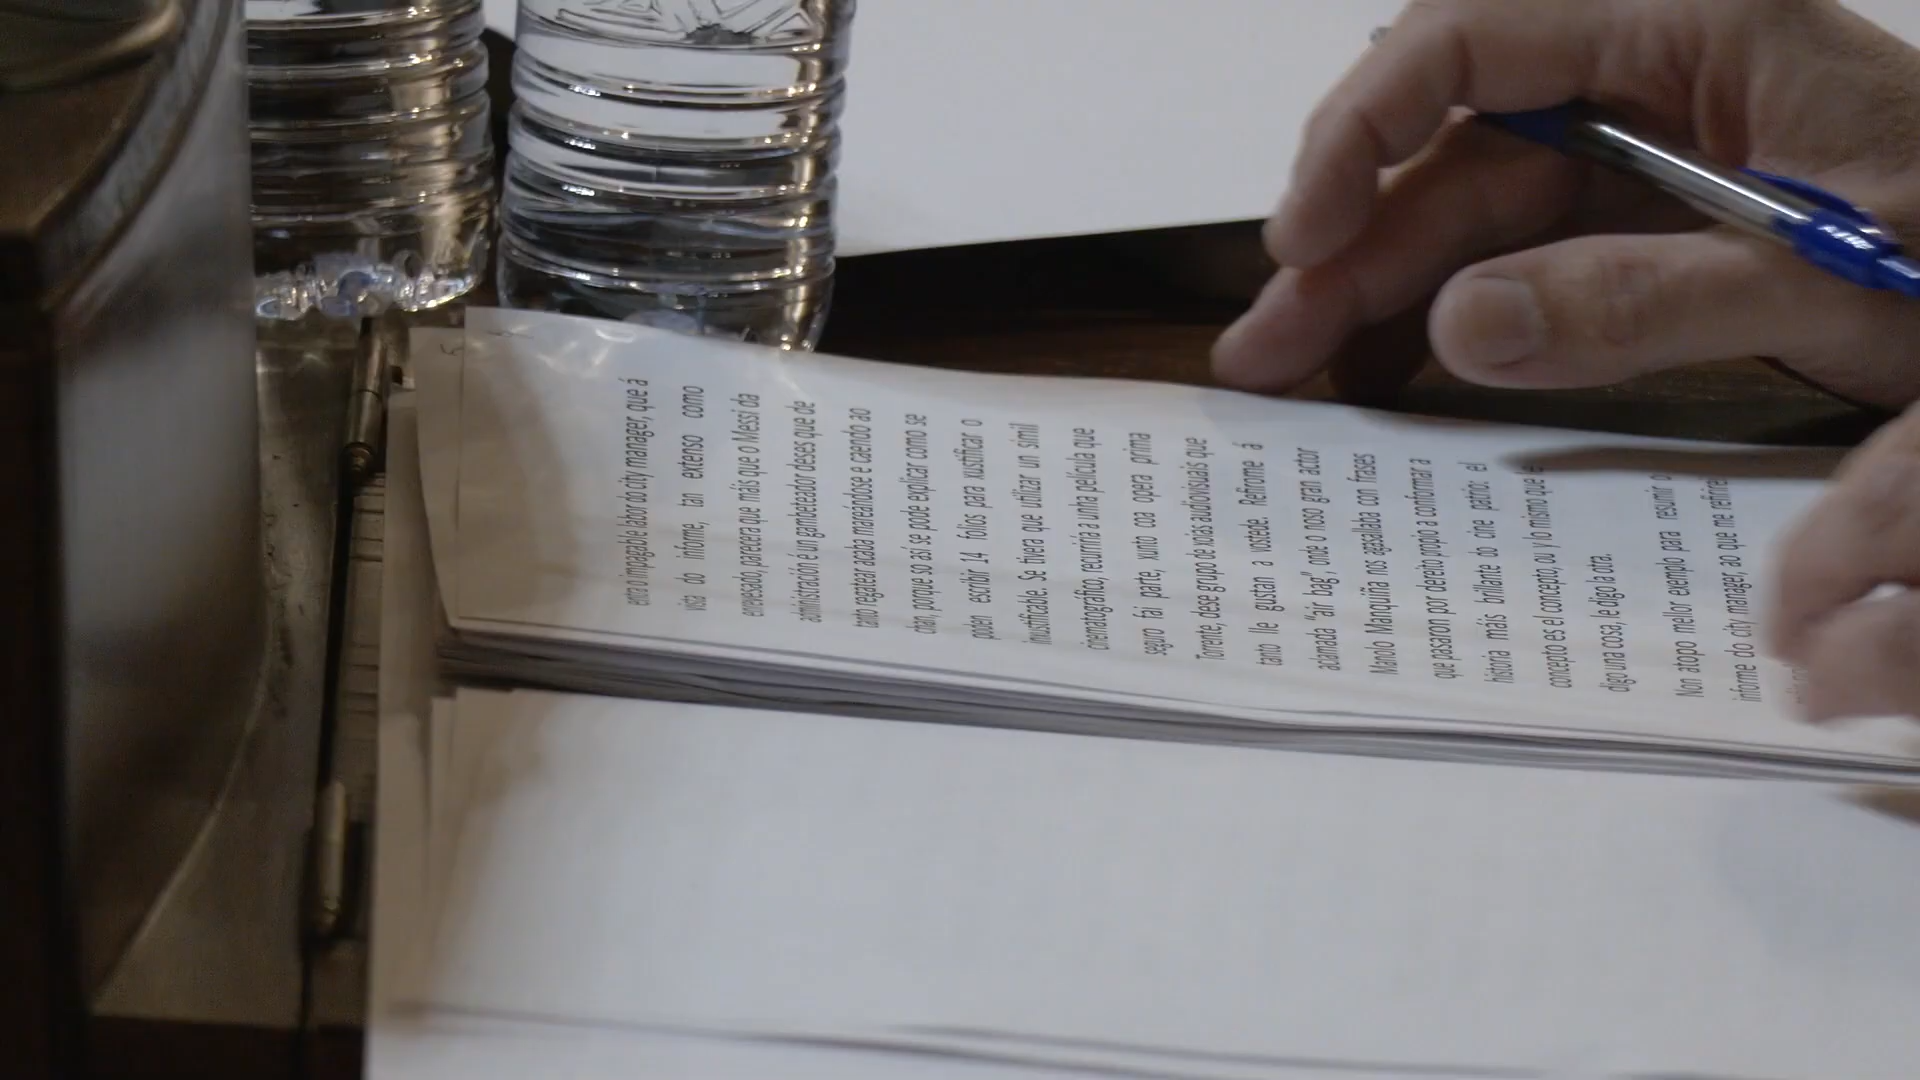 entra o impagable labor do city manager, que á
vista do informe, tan extenso como
enrevesado, parecera que máis que o Messi da
administración é un gambeteador deses que de
tanto regatear acaba mareándose e caendo ao
chan, porque so así se pode explicar como se
poden escribir 14 folios para xustificar o
inxustificable. Se tivera que utilizar un símil
cinematográfico, recurriría a unha película que
seguro fai parte, xunto coa opera prima
Torrente, dese grupo de xoias audiovisuais que
tanto lle gustan a vostede. Refírome á
aclamada "air bag", onde o noso gran actor
Manolo Manquiña nos agasallaba con frases
que pasaron por dereito propio a conformar a
historia máis brillante do cine patrio: el
concepto es el concepto, ou y lo mismo que le
digo una cosa, le digo la otra.
Non atopo mellor exemplo para resumir o
informe do city manager, ao que me referirei